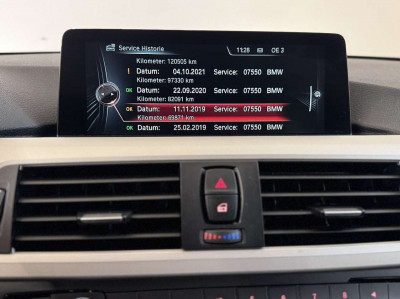 Service Historie 11:28 OE 3
Kilometer: 120505 km
! Datum: 04.10.2021 Service: 07550 BMW
Kilometer: 97330 km
OK Datum: 22.09.2020 Service: 07550 BMW
Kilometer: 82091 km
OK Datum: 11.11.2019 Service: 07550 BMW
Kilometer: 69871 km
OK Datum: 25.02.2019 Service: 07550 BMW